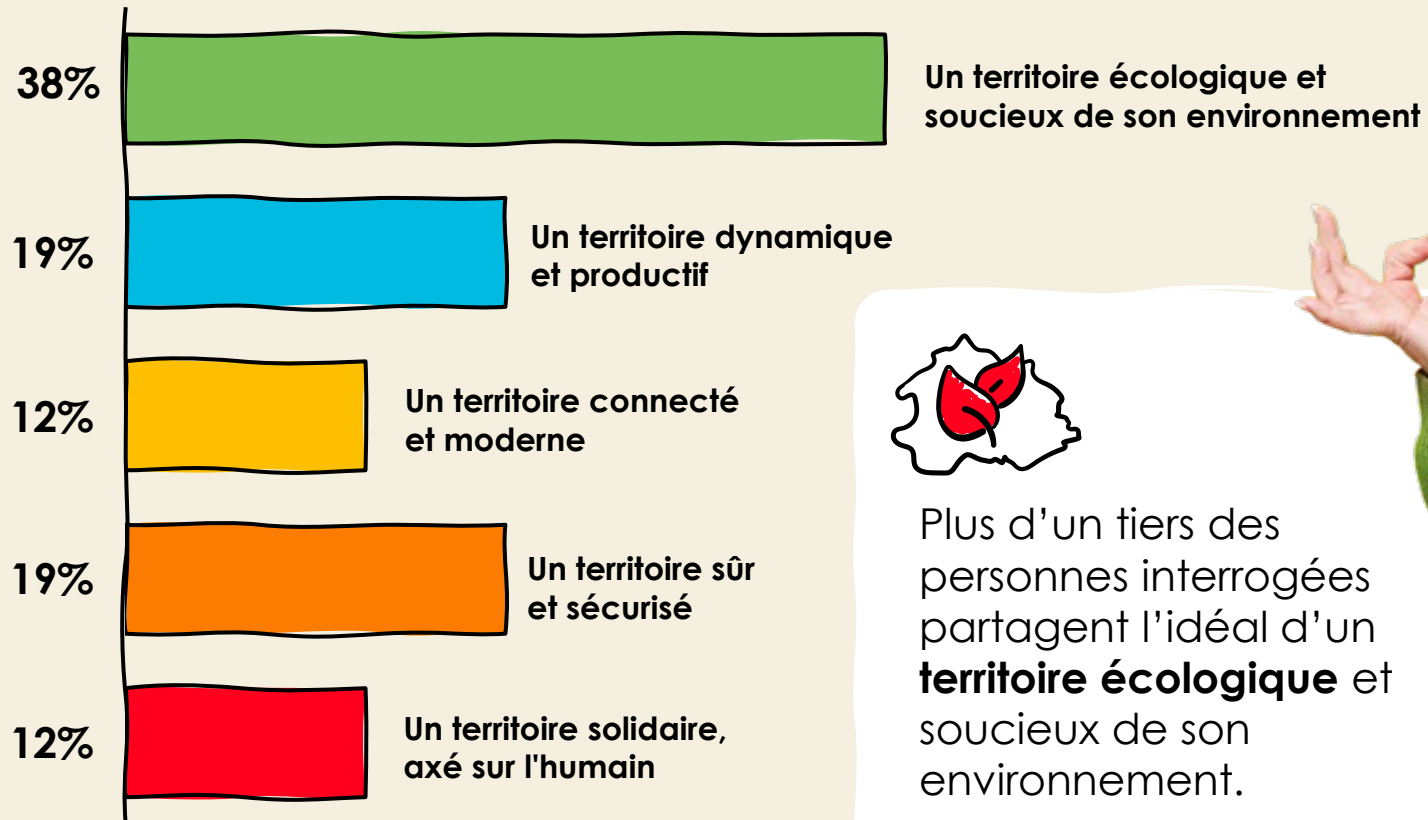 38%
Un territoire écologique et
soucieux de son environnement
19%
Un territoire dynamique
et productif
12%
Un territoire connecté
et moderne
19%
Un territoire sûr
et sécurisé
12%
Un territoire solidaire,
axé sur l'humain
Plus d’un tiers des
personnes interrogées
partagent l’idéal d’un
territoire écologique et
soucieux de son
environnement.